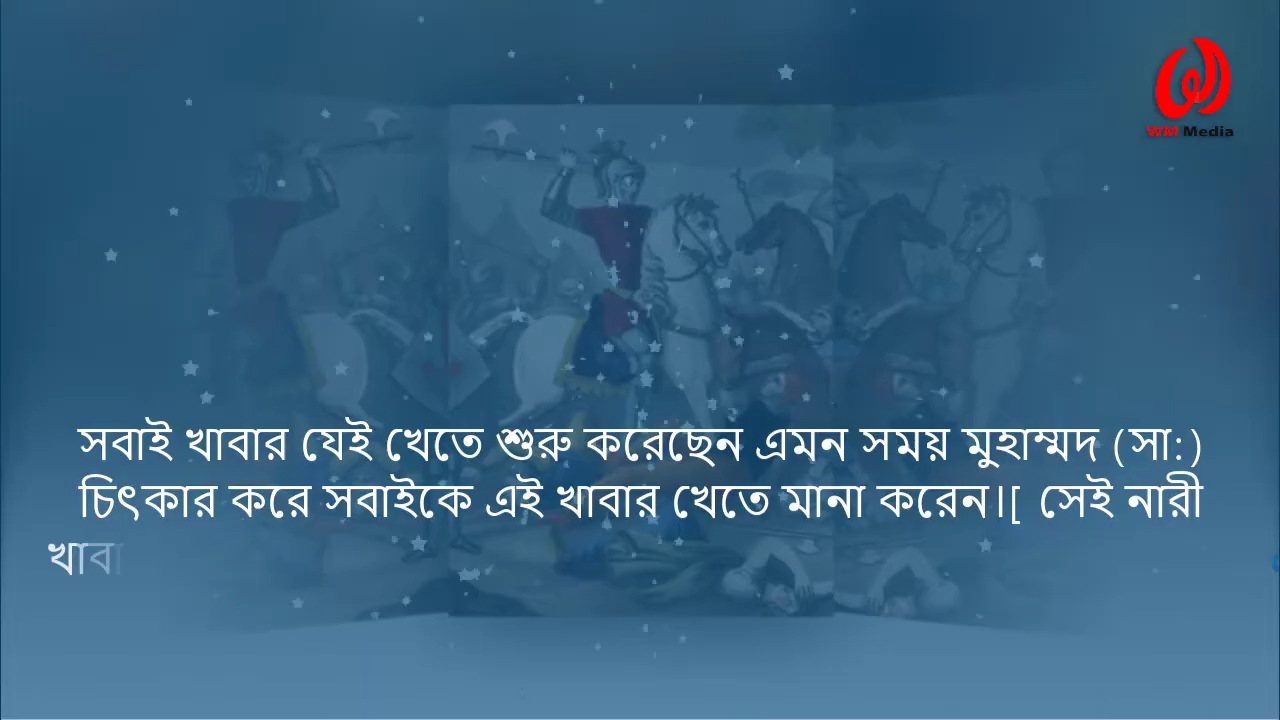 WM Media
সবাই খাবার যেই খেতে শুরু করেছেন এমন সময় মুহাম্মদ (সা:)
চিৎকার করে সবাইকে এই খাবার খেতে মানা করেন।[ সেই নারী
খাবা